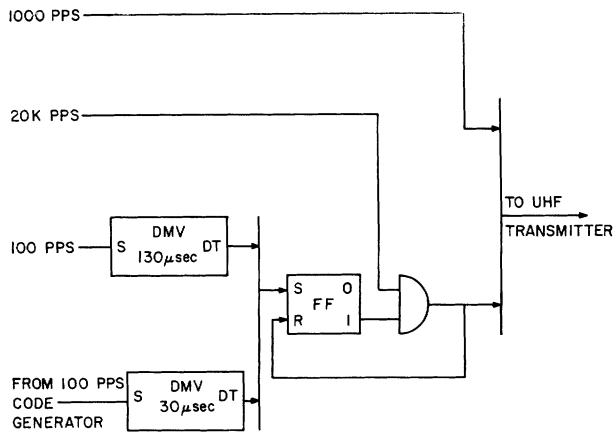 1000 PPS
20K PPS
TO UHF
TRANSMITTER
100 PPS
S DMV DT
130μsec
S O
FF
R 1
FROM 100 PPS
CODE
GENERATOR
S DMV DT
30μsec